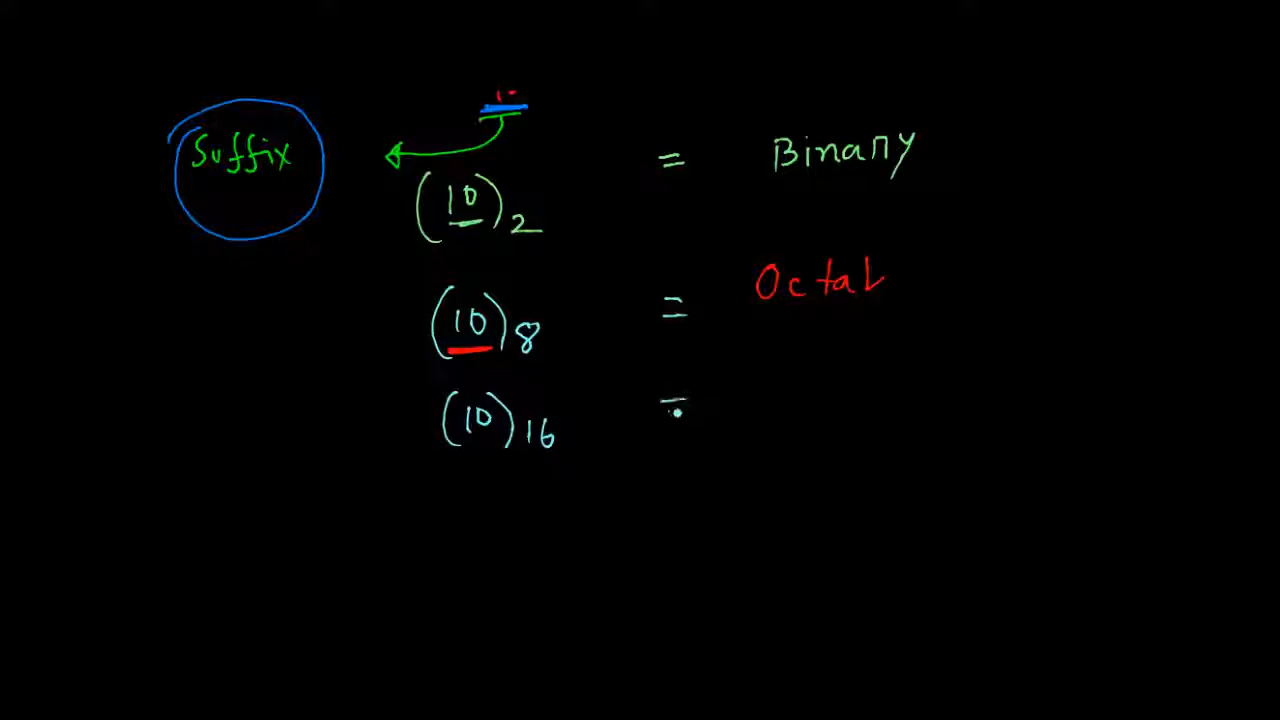 Suffix
= Binary
(10)2
(10)8 = Octal
(10)16 =